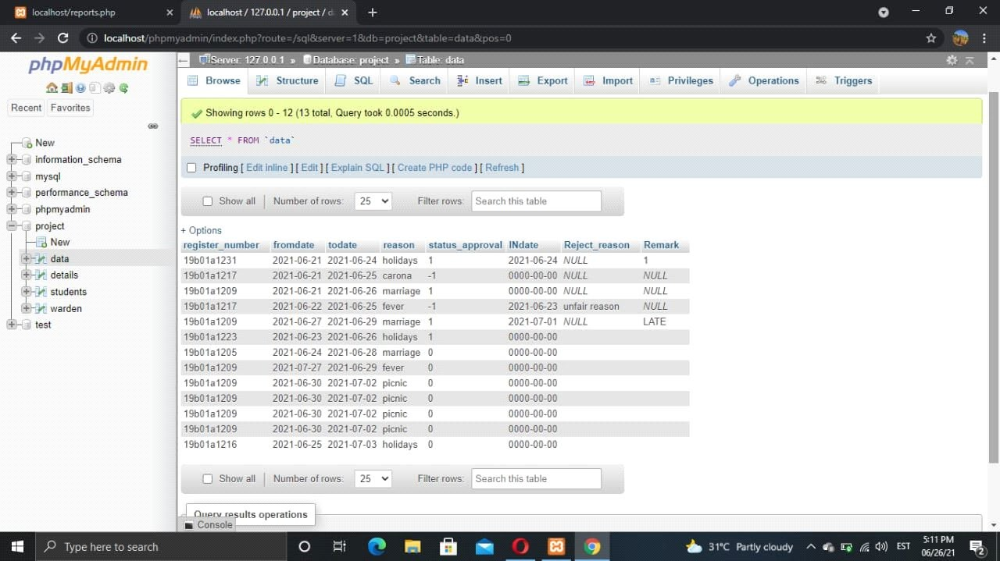 localhost/reports.php
localhost / 127.0.0.1 / project / da
localhost/phpmyadmin/index.php?route=/sql&server=1&db=project&table=data&pos=0
phpMyAdmin
Server: 127.0.0.1 » Database: project » Table: data
Browse Structure SQL Search Insert Export Import Privileges Operations Triggers
Recent Favorites
New
information_schema
mysql
performance_schema
phpmyadmin
project
New
data
details
students
warden
test
Showing rows 0 - 12 (13 total, Query took 0.0005 seconds.)
SELECT * FROM `data`
Profiling [ Edit inline ] [ Edit ] [ Explain SQL ] [ Create PHP code ] [ Refresh ]
Show all Number of rows: 25 Filter rows: Search this table
+ Options
register_number fromdate todate reason status_approval INdate Reject_reason Remark
19b01a1231 2021-06-21 2021-06-24 holidays 1 2021-06-24 NULL 1
19b01a1217 2021-06-21 2021-06-25 carona -1 0000-00-00 NULL NULL
19b01a1209 2021-06-21 2021-06-26 marriage 1 0000-00-00 NULL NULL
19b01a1217 2021-06-22 2021-06-25 fever -1 2021-06-23 unfair reason NULL
19b01a1209 2021-06-27 2021-06-29 marriage 1 2021-07-01 NULL LATE
19b01a1223 2021-06-23 2021-06-26 holidays 1 0000-00-00
19b01a1205 2021-06-24 2021-06-28 marriage 0 0000-00-00
19b01a1209 2021-07-27 2021-06-29 fever 0 0000-00-00
19b01a1209 2021-06-30 2021-07-02 picnic 0 0000-00-00
19b01a1209 2021-06-30 2021-07-02 picnic 0 0000-00-00
19b01a1209 2021-06-30 2021-07-02 picnic 0 0000-00-00
19b01a1209 2021-06-30 2021-07-02 picnic 0 0000-00-00
19b01a1216 2021-06-25 2021-07-03 holidays 0 0000-00-00
Show all Number of rows: 25 Filter rows: Search this table
Query results operations
Console
Type here to search
31°C Partly cloudy
EST
5:11 PM
06/26/21
2